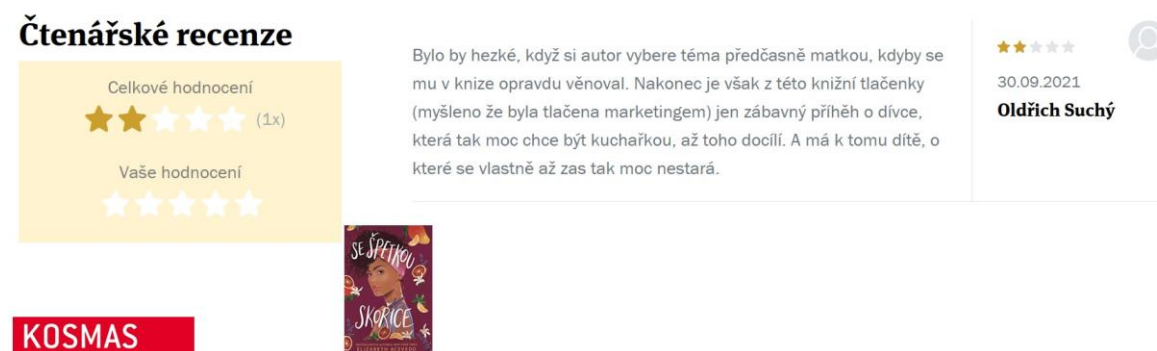 Čtenářské recenze
Celkové hodnocení
(1x)
Vaše hodnocení
Bylo by hezké, když si autor vybere téma předčasně matkou, kdyby se
mu v knize opravdu věnoval. Nakonec je však z této knižní tlačenky
(myšleno že byla tlačena marketingem) jen zábavný příhěh o dívce,
která tak moc chce být kuchařkou, až toho docílí. A má k tomu dítě, o
které se vlastně až zas tak moc nestará.
30.09.2021
Oldřich Suchý
SE ŠPETKOU
SKOŘICE
ELIZABETH ACEVEDO
KOSMAS